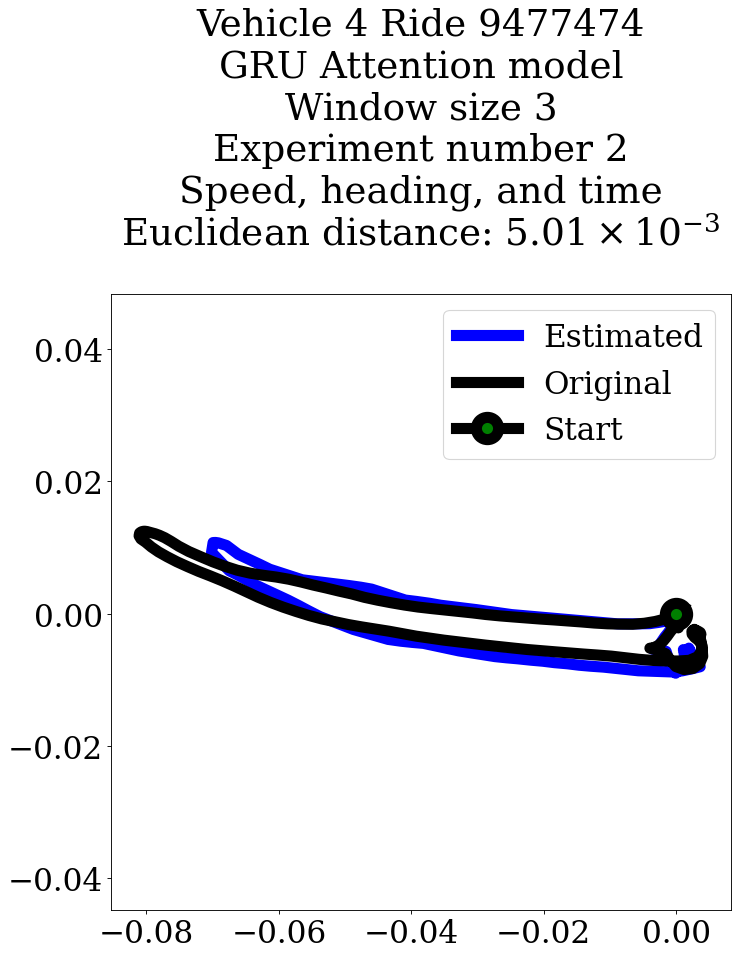 Vehicle 4 Ride 9477474
GRU Attention model
Window size 3
Experiment number 2
Speed, heading, and time
Euclidean distance: 5.01 × 10⁻³
Estimated
Original
Start
0.04
0.02
0.00
−0.02
−0.04
−0.08 −0.06 −0.04 −0.02 0.00